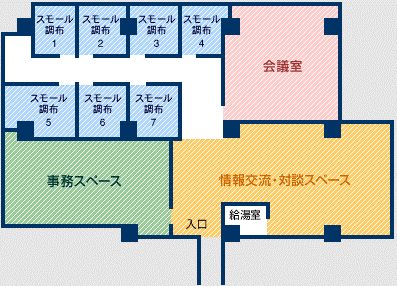 スモール
調布
1
スモール
調布
2
スモール
調布
3
スモール
調布
4
会議室
スモール
調布
5
スモール
調布
6
スモール
調布
7
事務スペース
情報交流・対談スペース
給湯室
入口